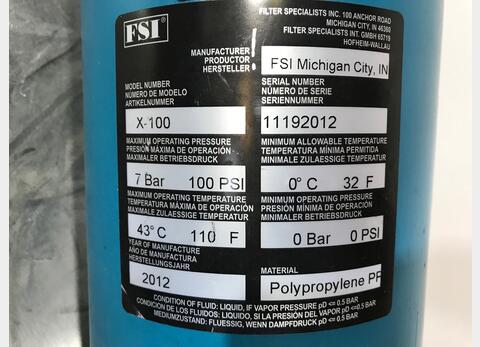 FSI
FILTER SPECIALISTS INC. 100 ANCHOR ROAD
MICHIGAN CITY, IN 46360
FILTER SPECIALISTS INT. GMBH 65719
HOFHEIM-WALLAU
MANUFACTURER
PRODUCTOR
HERSTELLER
FSI Michigan City, IN
MODEL NUMBER
NÚMERO DE MODELO
ARTIKELNUMMER
X-100
SERIAL NUMBER
NÚMERO DE SERIE
SERIENNUMMER
11192012
MAXIMUM OPERATING PRESSURE
PRESIÓN MÁXIMA DE OPERACIÓN
MAXIMALER BETRIEBSDRUCK
7 Bar 100 PSI
MINIMUM ALLOWABLE TEMPERATURE
TEMPERATURA MÍNIMA PERMITIDA
MINIMALE ZULAESSIGE TEMPERATUR
0° C 32 F
MAXIMUM OPERATING TEMPERATURE
TEMPERATURA MÁXIMA DE OPERACIÓN
MAXIMALE ZULAESSIGE TEMPERATUR
43° C 110 F
MINIMUM OPERATING PRESSURE
PRESIÓN MÍNIMA DE OPERACIÓN
MINIMALER BETRIEBSDRUCK
0 Bar 0 PSI
YEAR OF MANUFACTURE
AÑO DE MANUFACTURA
HERSTELLUNGSJAHR
2012
MATERIAL
Polypropylene PP
CONDITION OF FLUID: LIQUID, IF VAPOR PRESSURE pD <= 0.5 BAR
CONDICION DE FLUIDO: LIQUIDO, SI LA PRESIÓN DEL VAPOR pD <= 0.5 BAR
MEDIUMZUSTAND: FLUESSIG, WENN DAMPFDRUCK pD <= 0.5 BAR